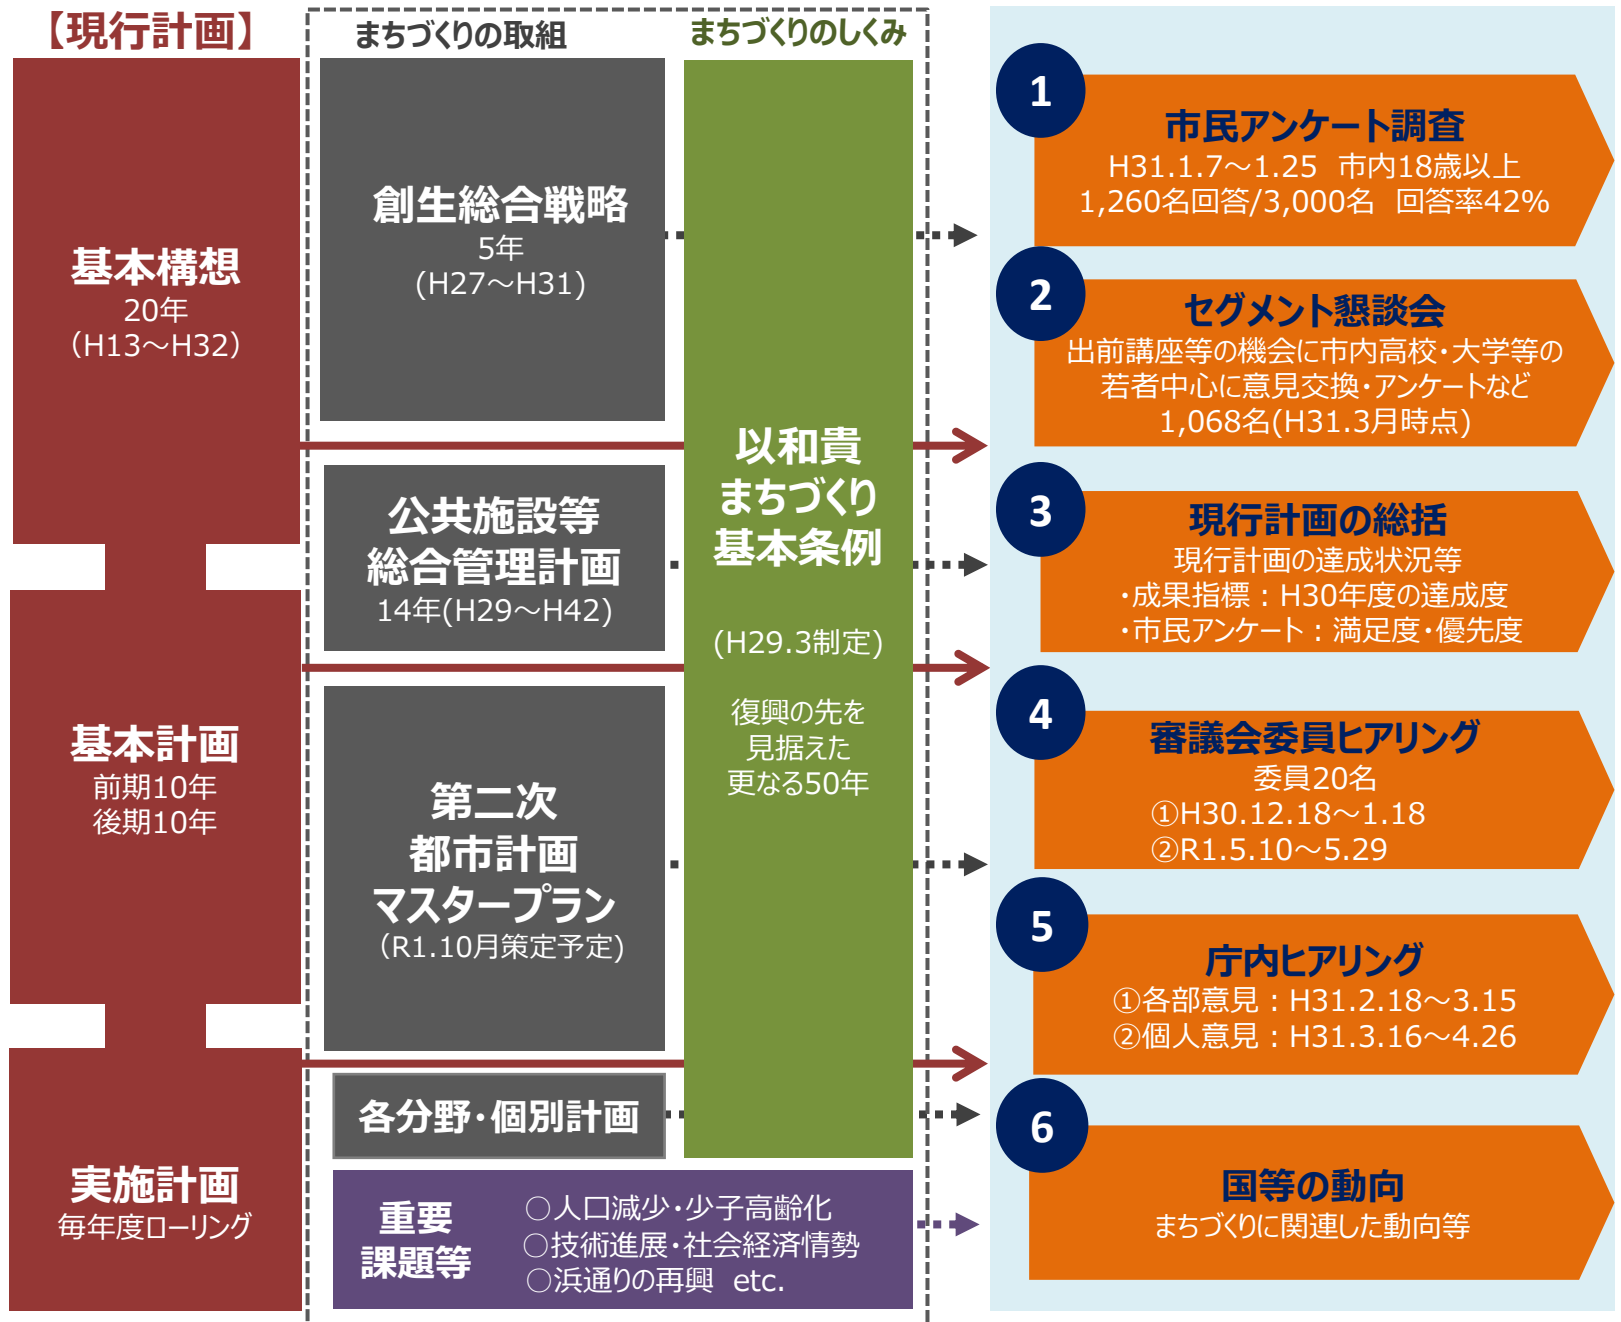 【現行計画】
基本構想
20年
（H13～H32）
基本計画
前期10年
後期10年
実施計画
毎年度ローリング
まちづくりの取組
創生総合戦略
5年
(H27～H31)
公共施設等
総合管理計画
14年(H29～H42)
第二次
都市計画
マスタープラン
（R1.10月策定予定)
各分野・個別計画
まちづくりのしくみ
以和貴
まちづくり
基本条例
(H29.3制定)
復興の先を
見据えた
更なる50年
重要
課題等
○人口減少・少子高齢化
○技術進展・社会経済情勢
○浜通りの再興 etc.
1
市民アンケート調査
H31.1.7～1.25 市内18歳以上
1,260名回答/3,000名 回答率42%
2
セグメント懇談会
出前講座等の機会に市内高校・大学等の
若者中心に意見交換・アンケートなど
1,068名(H31.3月時点)
3
現行計画の総括
現行計画の達成状況等
・成果指標：H30年度の達成度
・市民アンケート：満足度・優先度
4
審議会委員ヒアリング
委員20名
①H30.12.18～1.18
②R1.5.10～5.29
5
庁内ヒアリング
①各部意見：H31.2.18～3.15
②個人意見：H31.3.16～4.26
6
国等の動向
まちづくりに関連した動向等